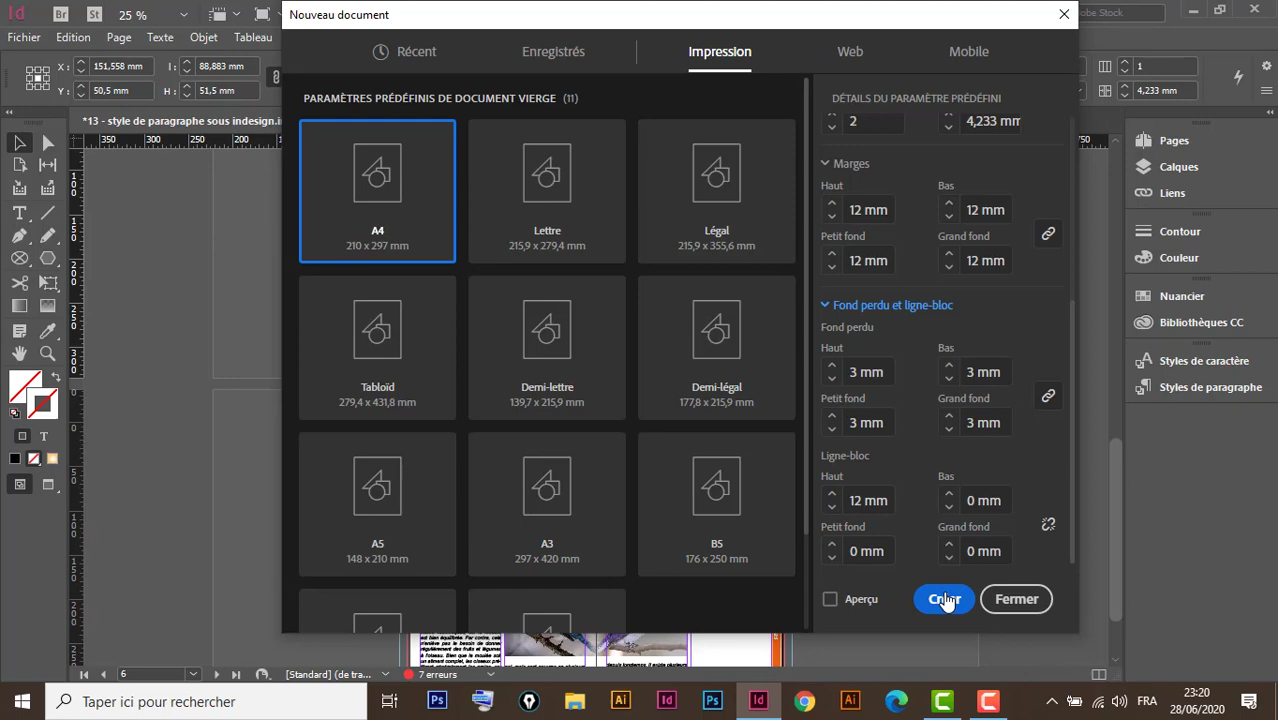 Id
Br
St
25 %
Nouveau document
Adobe Stock
Fichier
Edition
Page
Texte
Objet
Tableau
X : 151,558 mm
I : 88,883 mm
Y : 50,5 mm
H : 51,5 mm
1
4,233 mm
Récent
Enregistrés
Impression
Web
Mobile
*13 - style de paragraphe sous indesign.in
PARAMÈTRES PRÉDÉFINIS DE DOCUMENT VIERGE (11)
A4
210 x 297 mm
Lettre
215,9 x 279,4 mm
Légal
215,9 x 355,6 mm
Tabloïd
279,4 x 431,8 mm
Demi-lettre
139,7 x 215,9 mm
Demi-légal
177,8 x 215,9 mm
A5
148 x 210 mm
A3
297 x 420 mm
B5
176 x 250 mm
DÉTAILS DU PARAMÈTRE PRÉDÉFINI
2
4,233 mm
Marges
Haut
Bas
12 mm
12 mm
Petit fond
Grand fond
12 mm
12 mm
Fond perdu et ligne-bloc
Fond perdu
Haut
Bas
3 mm
3 mm
Petit fond
Grand fond
3 mm
3 mm
Ligne-bloc
Haut
Bas
12 mm
0 mm
Petit fond
Grand fond
0 mm
0 mm
Aperçu
Fermer
Pages
Calques
Liens
Contour
Couleur
Nuancier
Bibliothèques CC
Styles de caractère
Styles de paragraphe
350
300
250
6
[Standard] (de tra...
7 erreurs
Taper ici pour rechercher
FRA
23:20
28/06/2020